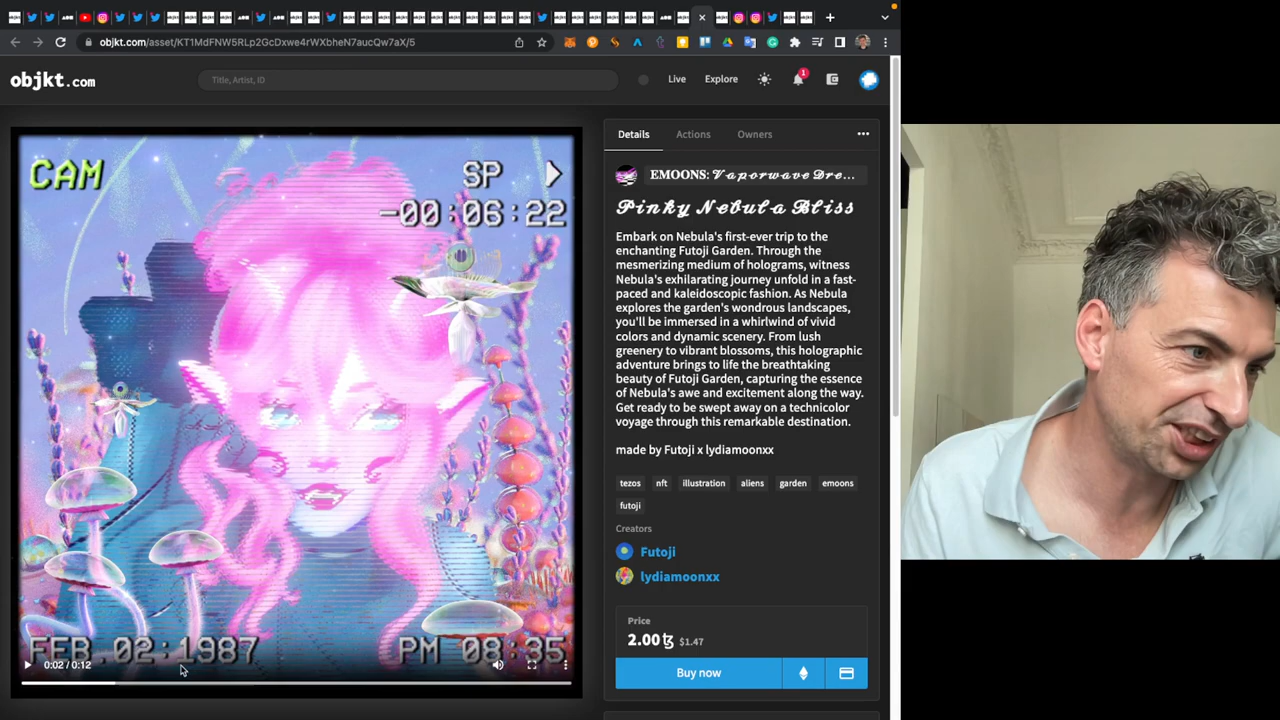 objkt.com/asset/KT1MdFNW5RLp2GcDxwe4rWXbheN7aucQw7aX/5
objkt.com
Title, Artist, ID
Live
Explore
1
CAM
SP
-00:06:22
FEB.02:1987
PM 08:35
0:02 / 0:12
Details
Actions
Owners
EMOONS: 𝓥𝓪𝓹𝓸𝓻𝔀𝓪𝓿𝓮 𝓓𝓻𝓮...
𝓟𝓲𝓷𝓴𝔂 𝓝𝓮𝓫𝓾𝓵𝓪 𝓑𝓵𝓲𝓼𝓼
Embark on Nebula's first-ever trip to the
enchanting Futoji Garden. Through the
mesmerizing medium of holograms, witness
Nebula's exhilarating journey unfold in a fast-
paced and kaleidoscopic fashion. As Nebula
explores the garden's wondrous landscapes,
you'll be immersed in a whirlwind of vivid
colors and dynamic scenery. From lush
greenery to vibrant blossoms, this holographic
adventure brings to life the breathtaking
beauty of Futoji Garden, capturing the essence
of Nebula's awe and excitement along the way.
Get ready to be swept away on a technicolor
voyage through this remarkable destination.
made by Futoji x lydiamoonxx
tezos nft illustration aliens garden emoons
futoji
Creators
Futoji
lydiamoonxx
Price
2.00ꜩ $1.47
Buy now